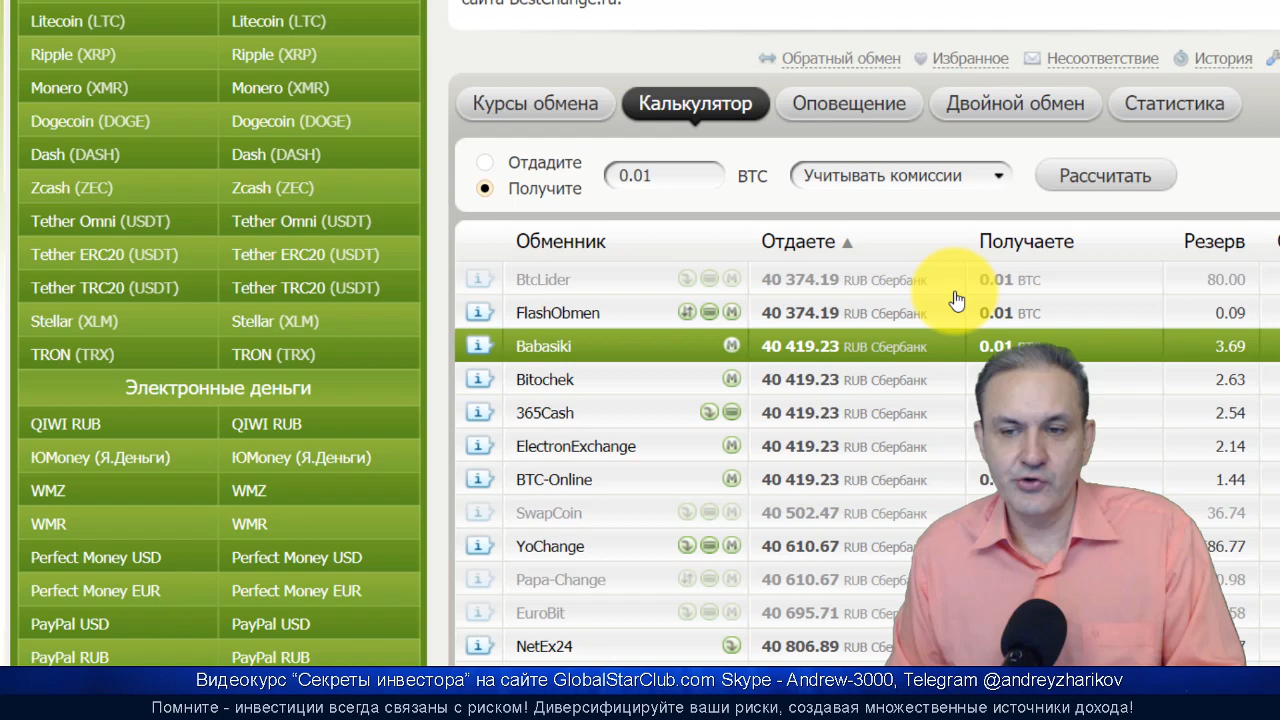 сайта BestChange.ru.
Litecoin (LTC) Litecoin (LTC)
Ripple (XRP) Ripple (XRP)
Monero (XMR) Monero (XMR)
Dogecoin (DOGE) Dogecoin (DOGE)
Dash (DASH) Dash (DASH)
Zcash (ZEC) Zcash (ZEC)
Tether Omni (USDT) Tether Omni (USDT)
Tether ERC20 (USDT) Tether ERC20 (USDT)
Tether TRC20 (USDT) Tether TRC20 (USDT)
Stellar (XLM) Stellar (XLM)
TRON (TRX) TRON (TRX)
Электронные деньги
QIWI RUB QIWI RUB
ЮMoney (Я.Деньги) ЮMoney (Я.Деньги)
WMZ WMZ
WMR WMR
Perfect Money USD Perfect Money USD
Perfect Money EUR Perfect Money EUR
PayPal USD PayPal USD
PayPal RUB PayPal RUB
Обратный обмен Избранное Несоответствие История
Курсы обмена Калькулятор Оповещение Двойной обмен Статистика
Отдадите
Получите 0.01 BTC Учитывать комиссии Рассчитать
Обменник Отдаете ▲ Получаете Резерв
BtcLider 40 374.19 RUB Сбербанк 0.01 BTC 80.00
FlashObmen 40 374.19 RUB Сбербанк 0.01 BTC 0.09
Babasiki 40 419.23 RUB Сбербанк 0.01 3.69
Bitochek 40 419.23 RUB Сбербанк 2.63
365Cash 40 419.23 RUB Сбербанк 2.54
ElectronExchange 40 419.23 RUB Сбербанк 2.14
BTC-Online 40 419.23 RUB Сбербанк 1.44
SwapCoin 40 502.47 RUB Сбербанк 36.74
YoChange 40 610.67 RUB
Papa-Change 40 610.67 RUB
EuroBit 40 695.71 RUB
NetEx24 40 806.89 RUB
Видеокурс "Секреты инвестора" на сайте GlobalStarClub.com Skype - Andrew-3000, Telegram @andreyzharikov
Помните - инвестиции всегда связаны с риском! Диверсифицируйте ваши риски, создавая множественные источники дохода!